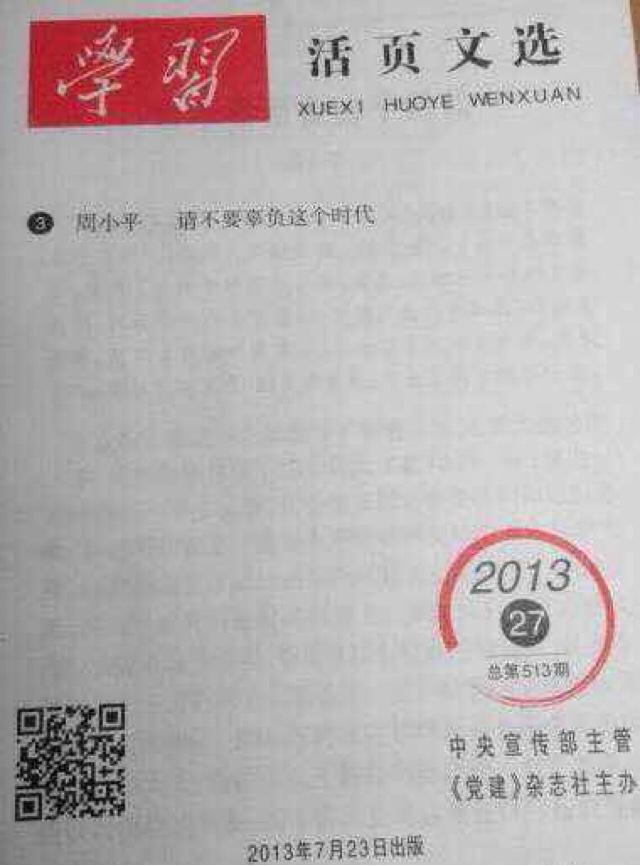 學習 活页文选
XUEXI HUOYE WENXUAN
3 周小平 请不要辜负这个时代
2013
27
总第513期
中央宣传部主管
《党建》杂志社主办
2013年7月23日出版